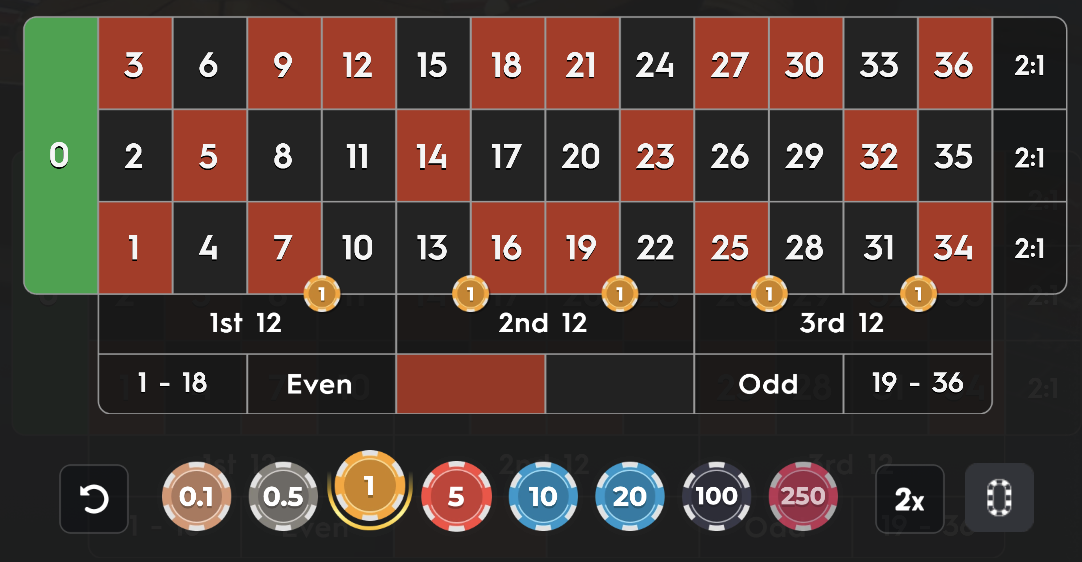 3 6 9 12 15 18 21 24 27 30 33 36 2:1
0 2 5 8 11 14 17 20 23 26 29 32 35 2:1
1 4 7 10 13 16 19 22 25 28 31 34 2:1
1 1 1 1 1
1st 12 2nd 12 3rd 12
1 - 18 Even Odd 19 - 36
0.1 0.5 1 5 10 20 100 250 2x